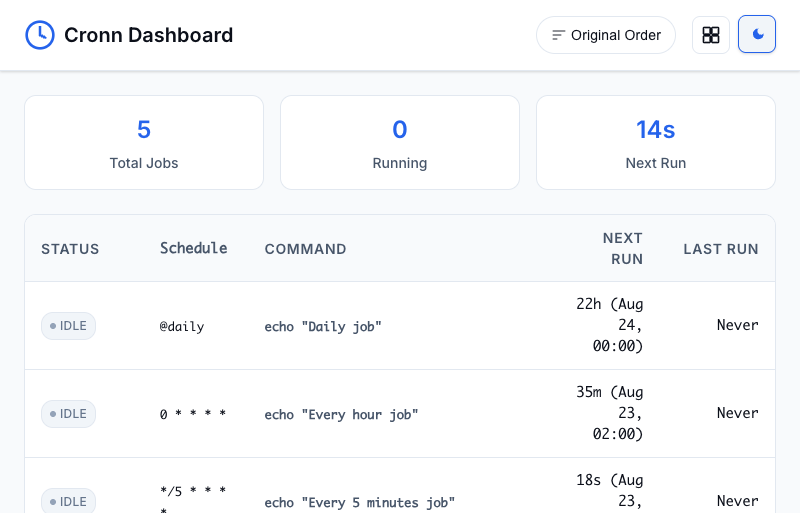 Cronn Dashboard
Original Order
5
Total Jobs
0
Running
14s
Next Run
STATUS
Schedule
COMMAND
NEXT
RUN
LAST RUN
IDLE
@daily
echo "Daily job"
22h (Aug
24,
00:00)
Never
IDLE
0 * * * *
echo "Every hour job"
35m (Aug
23,
02:00)
Never
IDLE
*/5 * * *
*
echo "Every 5 minutes job"
18s (Aug
23,
Never